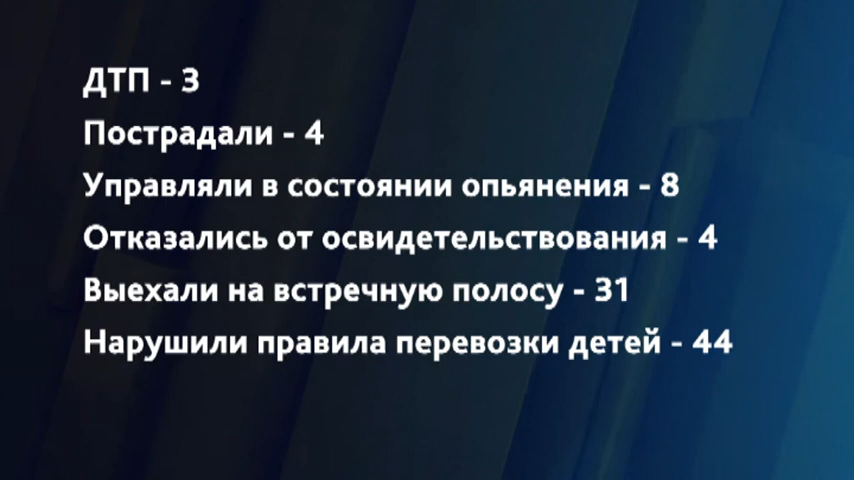 ДТП - 3
Пострадали - 4
Управляли в состоянии опьянения - 8
Отказались от освидетельствования - 4
Выехали на встречную полосу - 31
Нарушили правила перевозки детей - 44